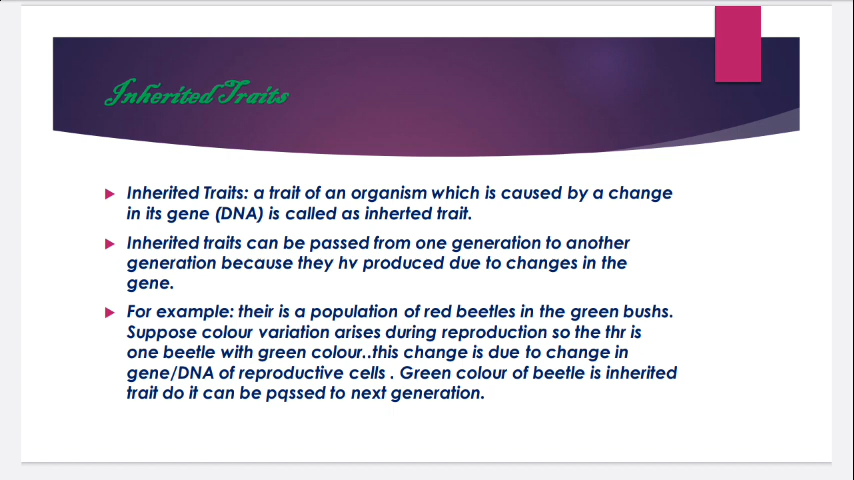 Inherited Traits
Inherited Traits: a trait of an organism which is caused by a change
in its gene (DNA) is called as inherted trait.
Inherited traits can be passed from one generation to another
generation because they hv produced due to changes in the
gene.
For example: their is a population of red beetles in the green bushs.
Suppose colour variation arises during reproduction so the thr is
one beetle with green colour..this change is due to change in
gene/DNA of reproductive cells . Green colour of beetle is inherited
trait do it can be pqssed to next generation.